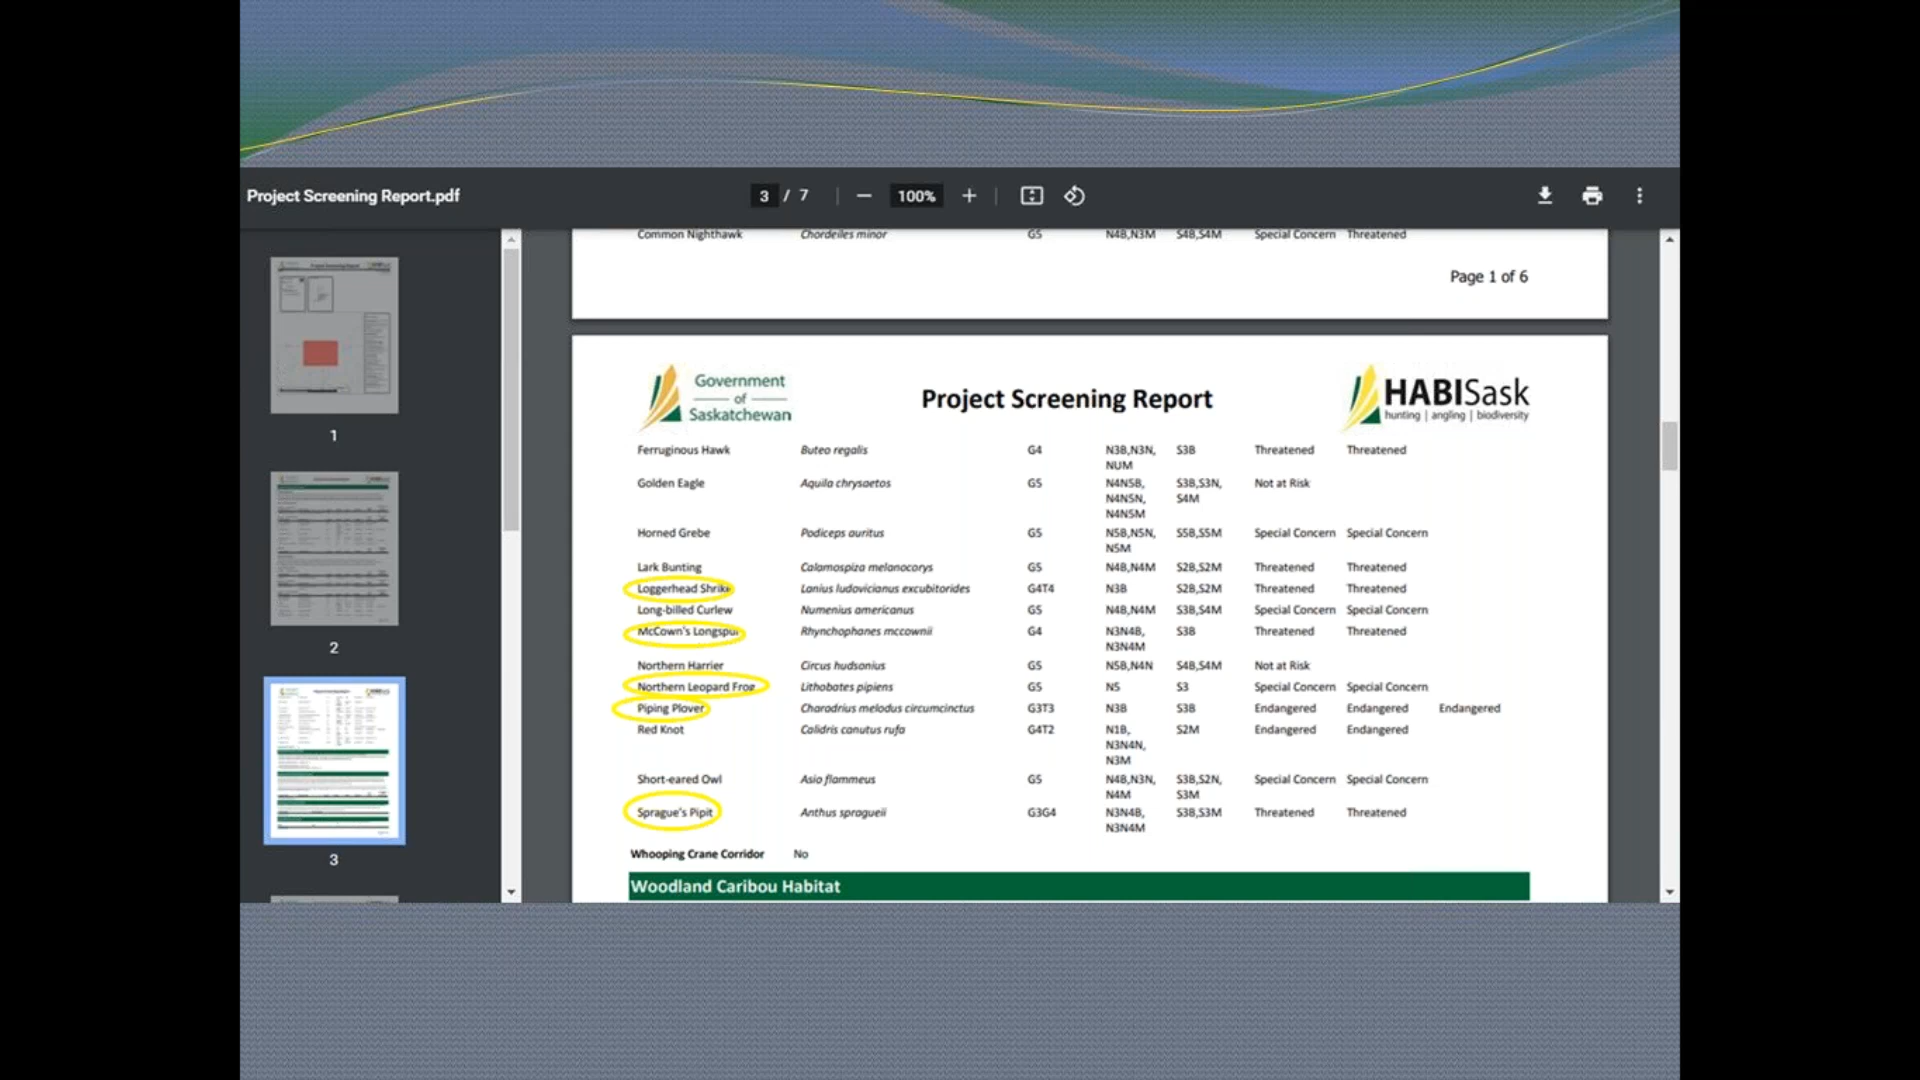 Project Screening Report.pdf
3 / 7
100%
Common Nighthawk Chordeiles minor G5 N4B,N3M S4B,S4M Special Concern Threatened
Page 1 of 6
Government
of
Saskatchewan
Project Screening Report
HABISask
hunting | angling | biodiversity
Ferruginous Hawk Buteo regalis G4 N3B,N3N, S3B Threatened Threatened
NUM
Golden Eagle Aquila chrysaetos G5 N4N5B, S3B,S3N, Not at Risk
N4N5N, S4M
N4N5M
Horned Grebe Podiceps auritus G5 N5B,N5N, S5B,S5M Special Concern Special Concern
N5M
Lark Bunting Calamospiza melanocorys G5 N4B,N4M S2B,S2M Threatened Threatened
Loggerhead Shrike Lanius ludovicianus excubitorides G4T4 N3B S2B,S2M Threatened Threatened
Long-billed Curlew Numenius americanus G5 N4B,N4M S3B,S4M Special Concern Special Concern
McCown's Longspur Rhynchophanes mccownii G4 N3N4B, S3B Threatened Threatened
N3N4M
Northern Harrier Circus hudsonius G5 N5B,N4N S4B,S4M Not at Risk
Northern Leopard Frog Lithobates pipiens G5 N5 S3 Special Concern Special Concern
Piping Plover Charadrius melodus circumcinctus G3T3 N3B S3B Endangered Endangered Endangered
Red Knot Calidris canutus rufa G4T2 N1B, S2M Endangered Endangered
N3N4N,
N3M
Short-eared Owl Asio flammeus G5 N4B,N3N, S3B,S2N, Special Concern Special Concern
N4M S3M
Sprague's Pipit Anthus spragueii G3G4 N3N4B, S3B,S3M Threatened Threatened
N3N4M
Whooping Crane Corridor No
Woodland Caribou Habitat
1
2
3